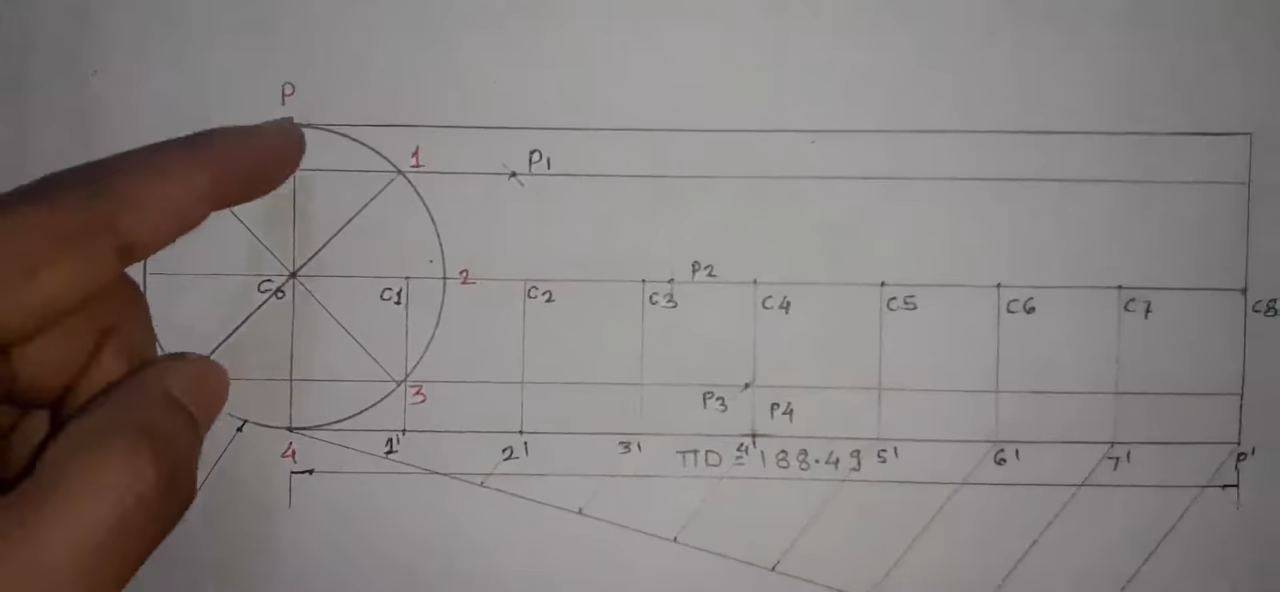 P
1 P1
C0 C1 2 C2 C3 P2 C4 C5 C6 C7 C8
3 P3 P4
4 1' 2' 3' 4' 5' 6' 7' P'
ΠD = 188.49